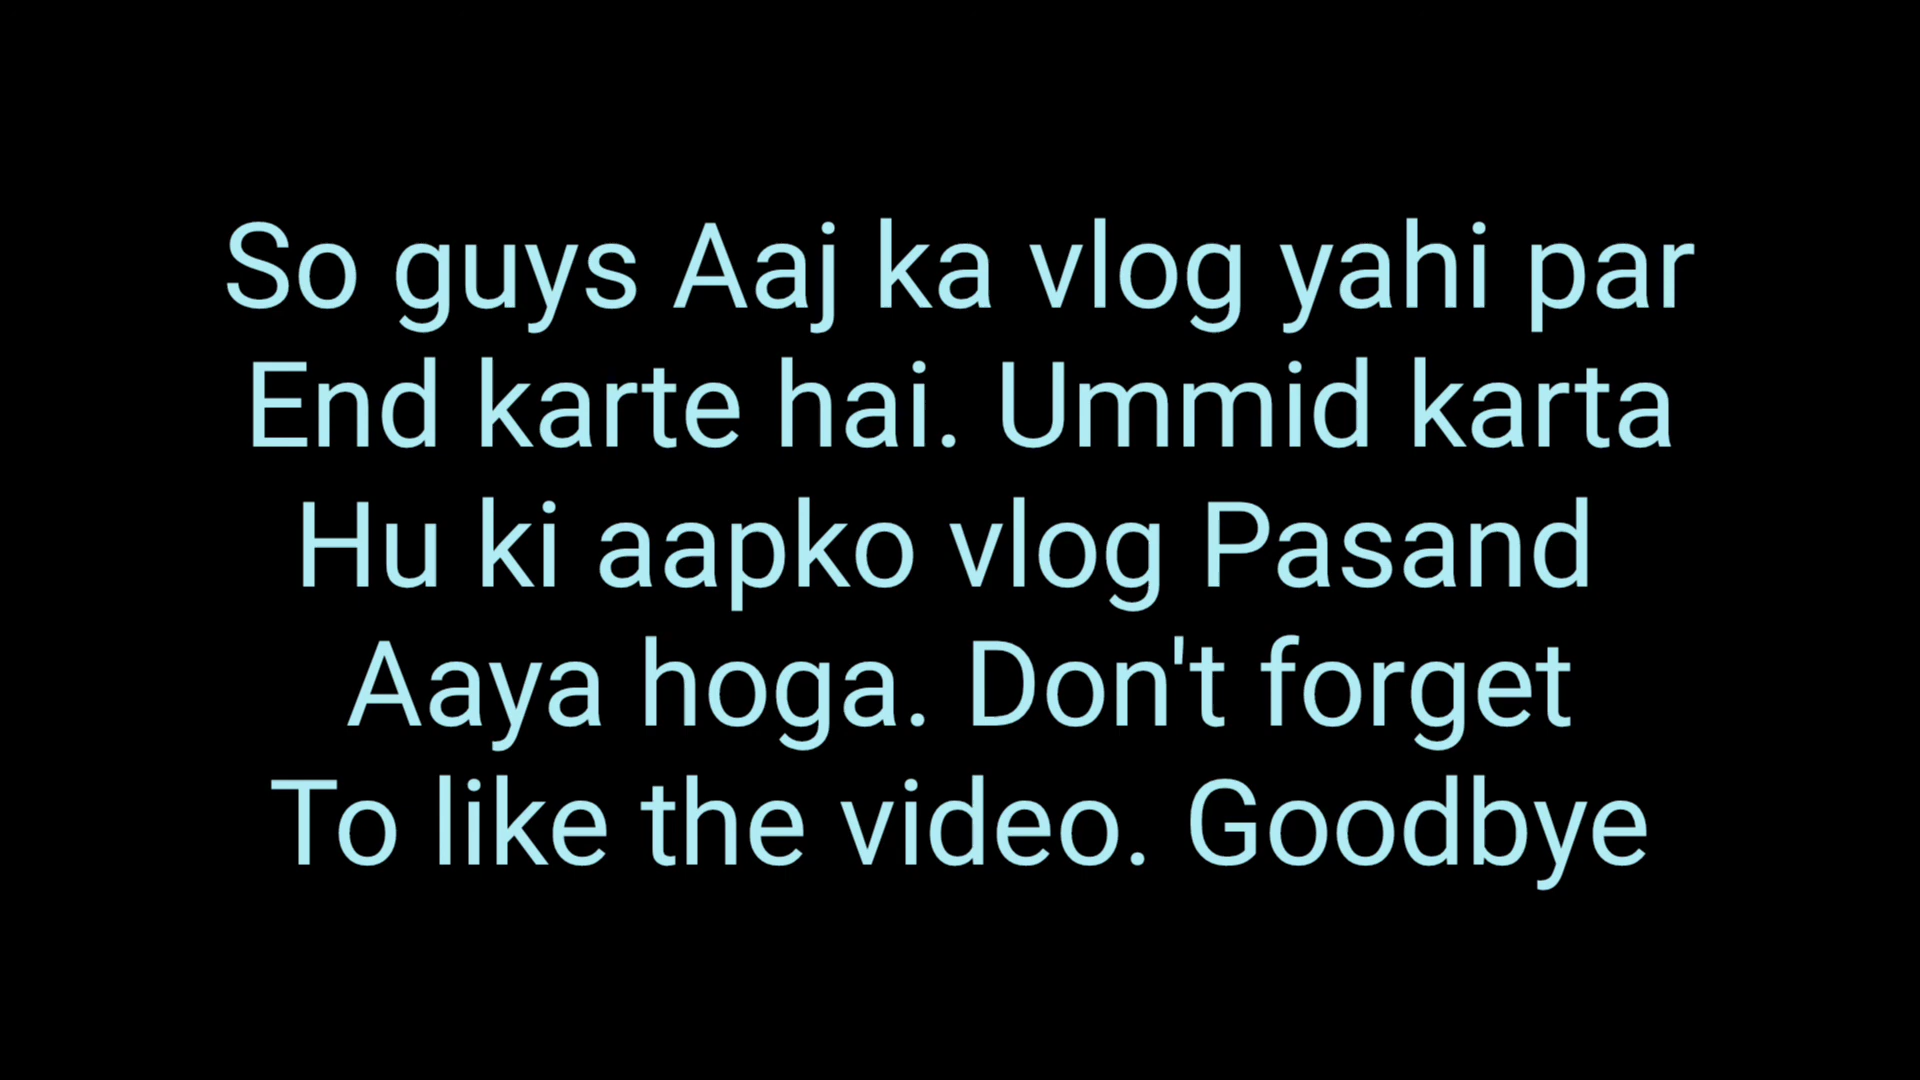 So guys Aaj ka vlog yahi par
End karte hai. Ummid karta
Hu ki aapko vlog Pasand
Aaya hoga. Don't forget
To like the video. Goodbye